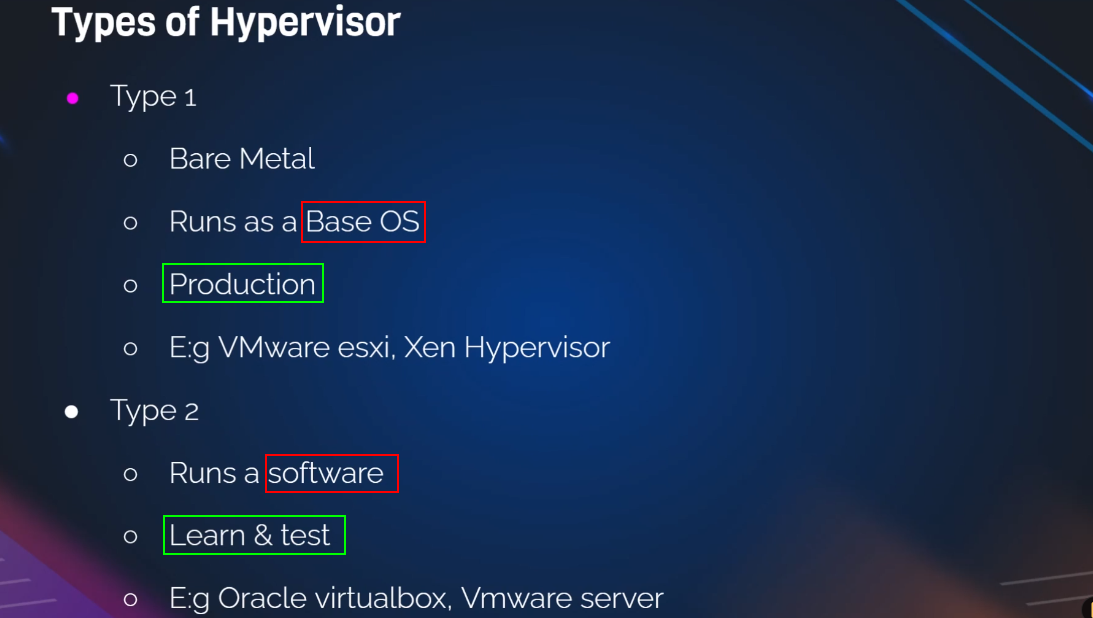 Types of Hypervisor
Type 1
Bare Metal
Runs as a Base OS
Production
E:g VMware esxi, Xen Hypervisor
Type 2
Runs a software
Learn & test
E:g Oracle virtualbox, Vmware server